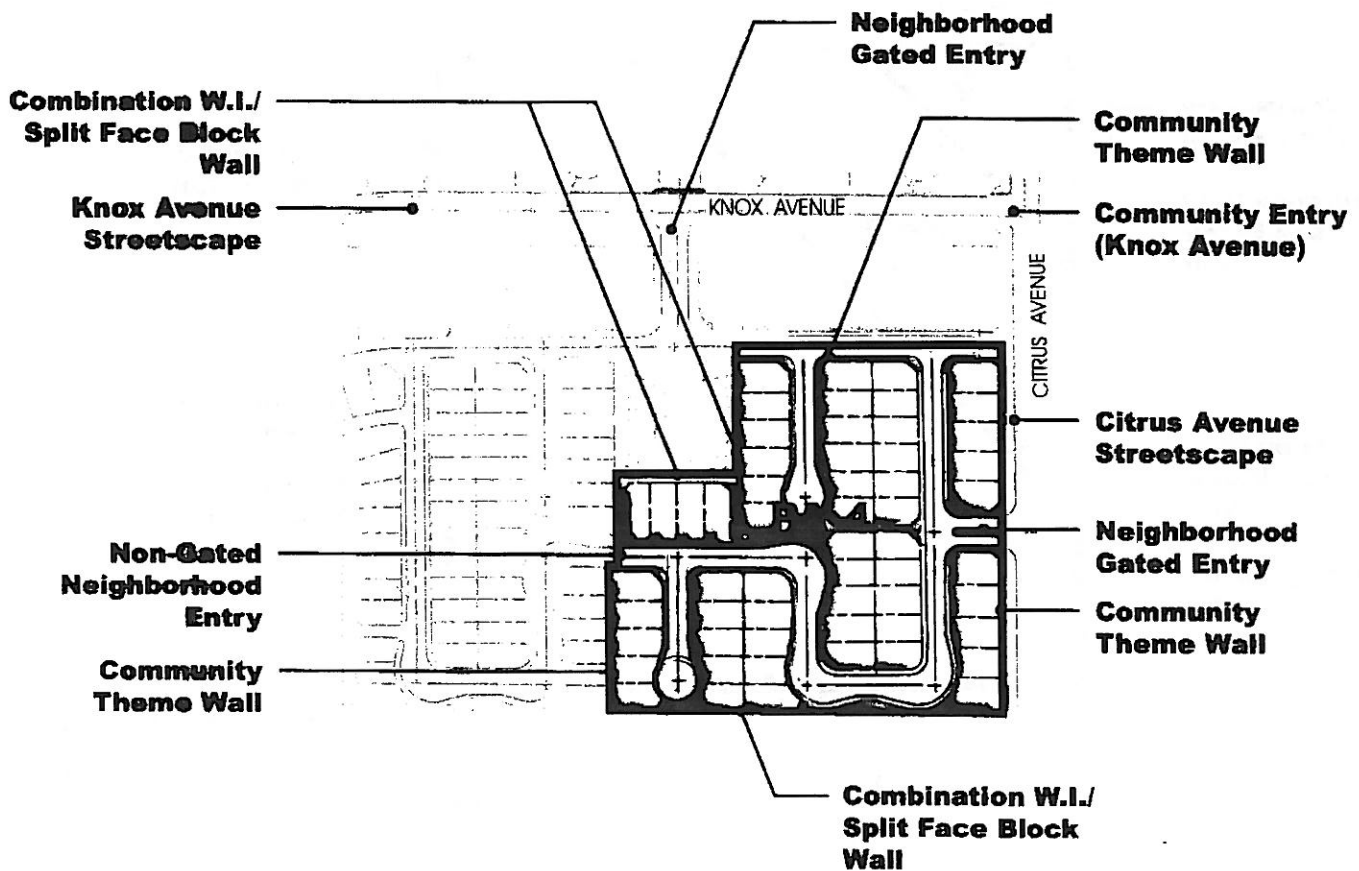 Neighborhood
Gated Entry
Combination W.I./
Split Face Block
Wall
Community
Theme Wall
Knox Avenue
Streetscape
KNOX AVENUE
Community Entry
(Knox Avenue)
CITRUS AVENUE
Citrus Avenue
Streetscape
Non-Gated
Neighborhood
Entry
Neighborhood
Gated Entry
Community
Theme Wall
Community
Theme Wall
Combination W.I./
Split Face Block
Wall